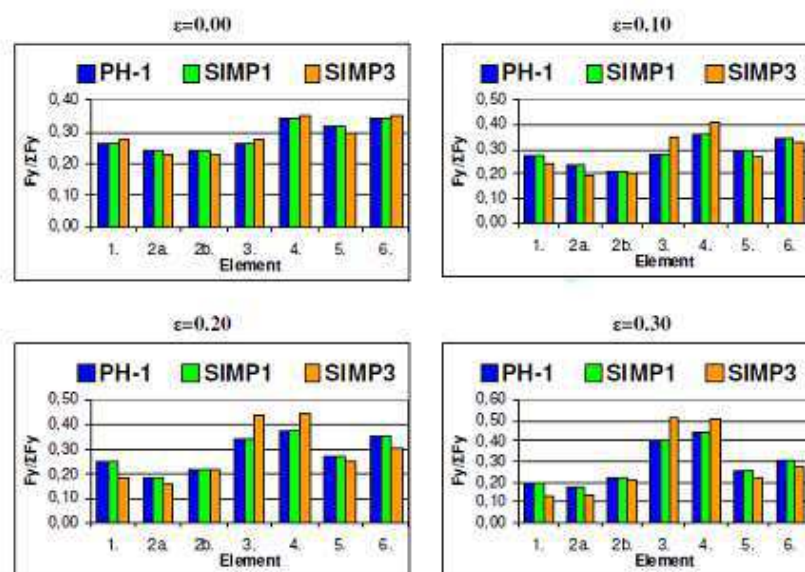 ε=0.00
PH-1 SIMP1 SIMP3
0,40
0,30
0,20
0,10
0,00
Fy/ΣFy
1. 2a. 2b. 3. 4. 5. 6.
Element
ε=0.10
PH-1 SIMP1 SIMP3
0,50
0,40
0,30
0,20
0,10
0,00
Fy/ΣFy
1. 2a. 2b. 3. 4. 5. 6.
Element
ε=0.20
PH-1 SIMP1 SIMP3
0,50
0,40
0,30
0,20
0,10
0,00
Fy/ΣFy
1. 2a. 2b. 3. 4. 5. 6.
Element
ε=0.30
PH-1 SIMP1 SIMP3
0,60
0,50
0,40
0,30
0,20
0,10
0,00
Fy/ΣFy
1. 2a. 2b. 3. 4. 5. 6.
Element